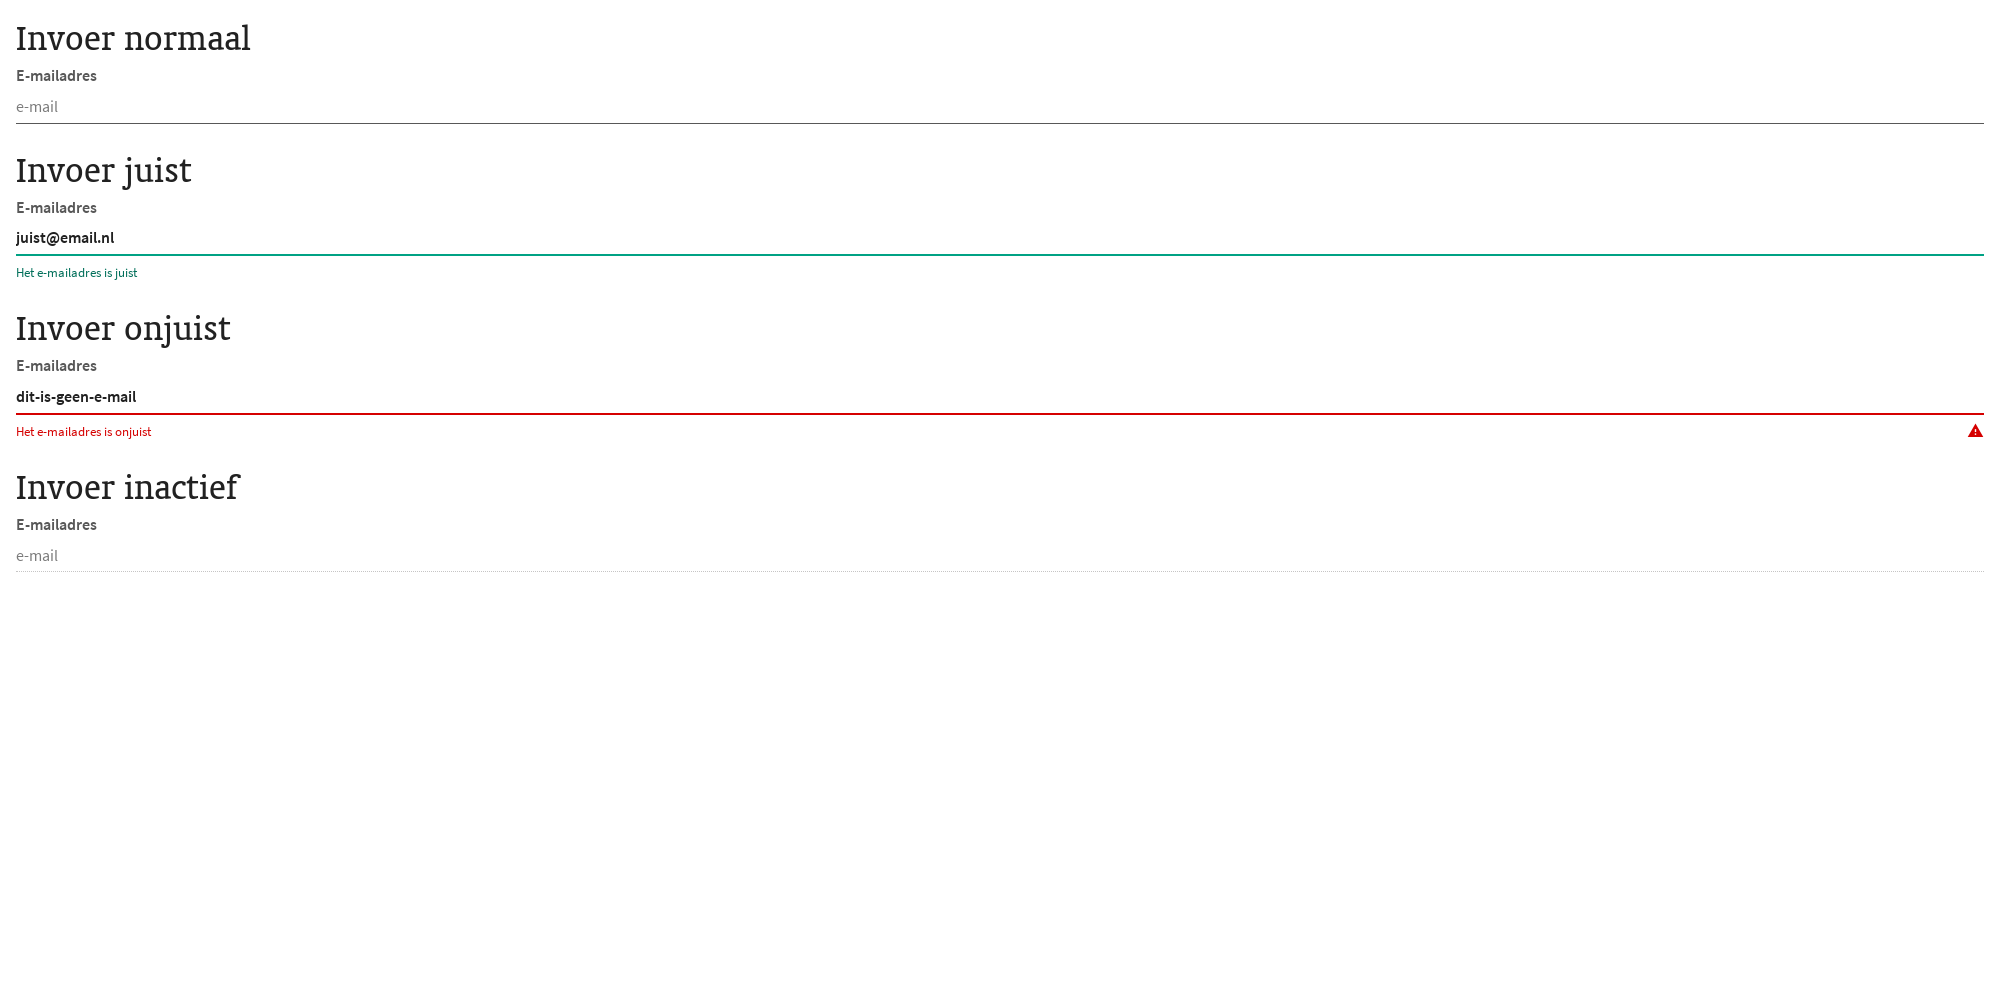 Invoer normaal
E-mailadres
e-mail
Invoer juist
E-mailadres
juist@email.nl
Het e-mailadres is juist
Invoer onjuist
E-mailadres
dit-is-geen-e-mail
Het e-mailadres is onjuist
Invoer inactief
E-mailadres
e-mail